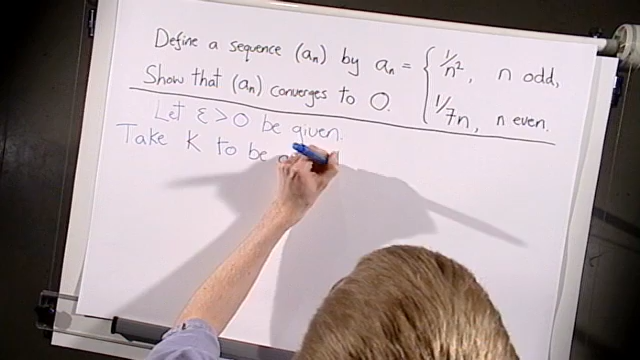 Define a sequence (aₙ) by aₙ = { 1/n², n odd,
1/7n, n even.
Show that (aₙ) converges to 0.
Let ε > 0 be given.
Take K to be